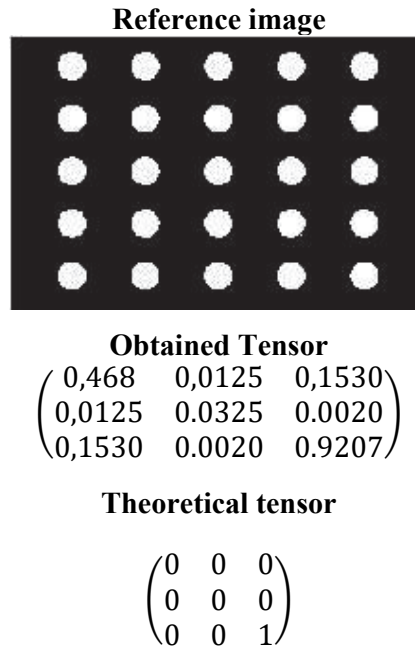 Reference image
Obtained Tensor
0,468 0,0125 0,1530
0,0125 0.0325 0.0020
0,1530 0.0020 0.9207
Theoretical tensor
0 0 0
0 0 0
0 0 1